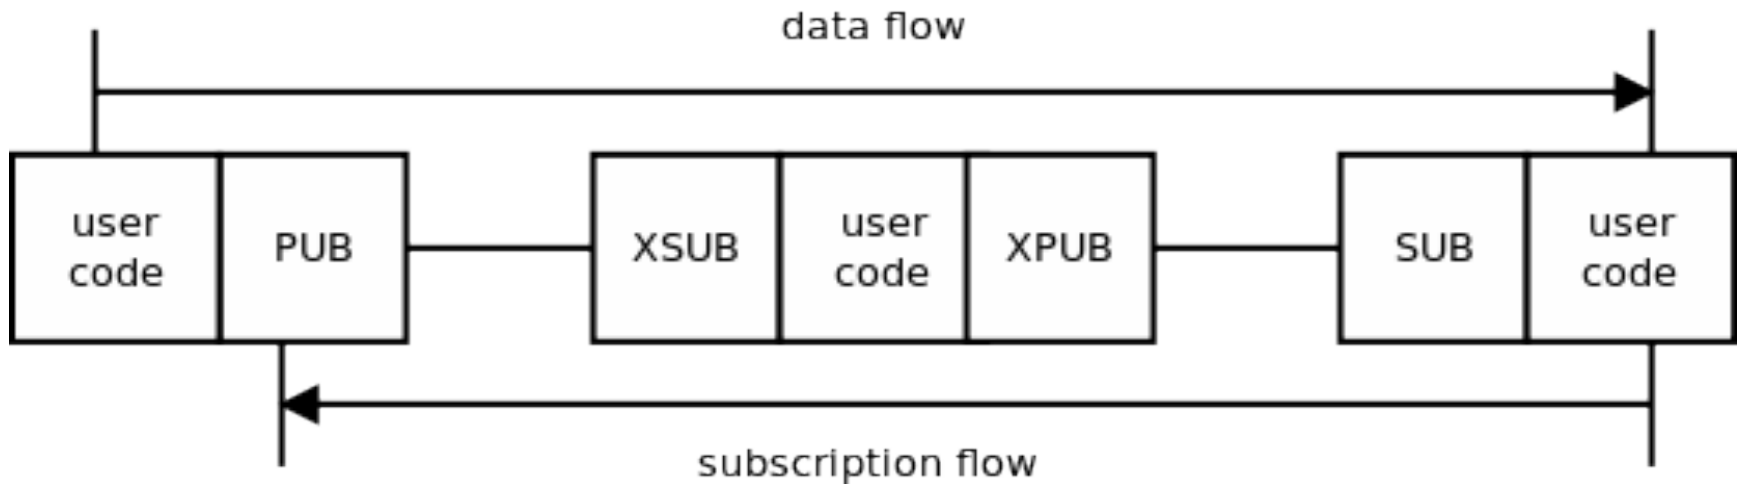 data flow
user
code
PUB
XSUB
user
code
XPUB
SUB
user
code
subscription flow